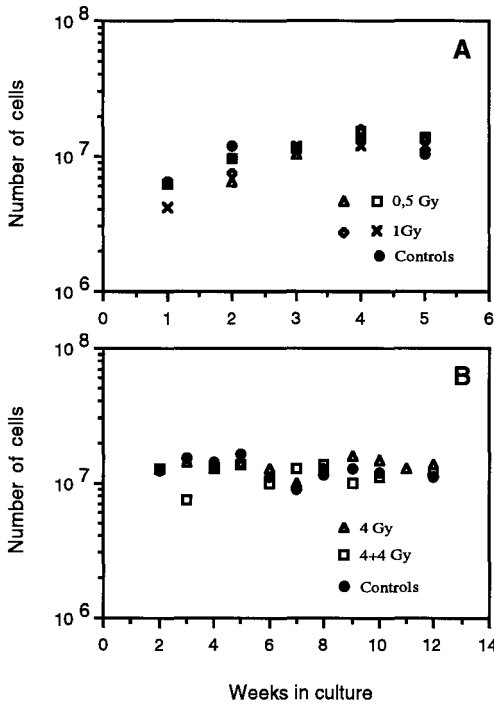 10^8
A
Number of cells
10^7
0,5 Gy
1Gy
Controls
10^6
0 1 2 3 4 5 6
10^8
B
Number of cells
10^7
4 Gy
4+4 Gy
Controls
10^6
0 2 4 6 8 10 12 14
Weeks in culture